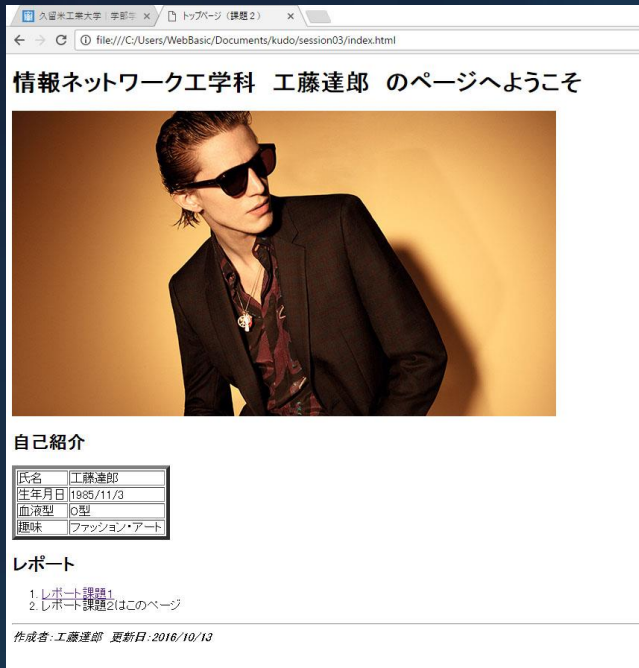 久留米工業大学｜学部学
トップページ（課題２）
file:///C:/Users/WebBasic/Documents/kudo/session03/index.html
情報ネットワーク工学科　工藤達郎　のページへようこそ
自己紹介
氏名 工藤達郎
生年月日 1985/11/3
血液型 O型
趣味 ファッション・アート
レポート
1. レポート課題1
2. レポート課題2はこのページ
作成者：工藤達郎　更新日：2016/10/13